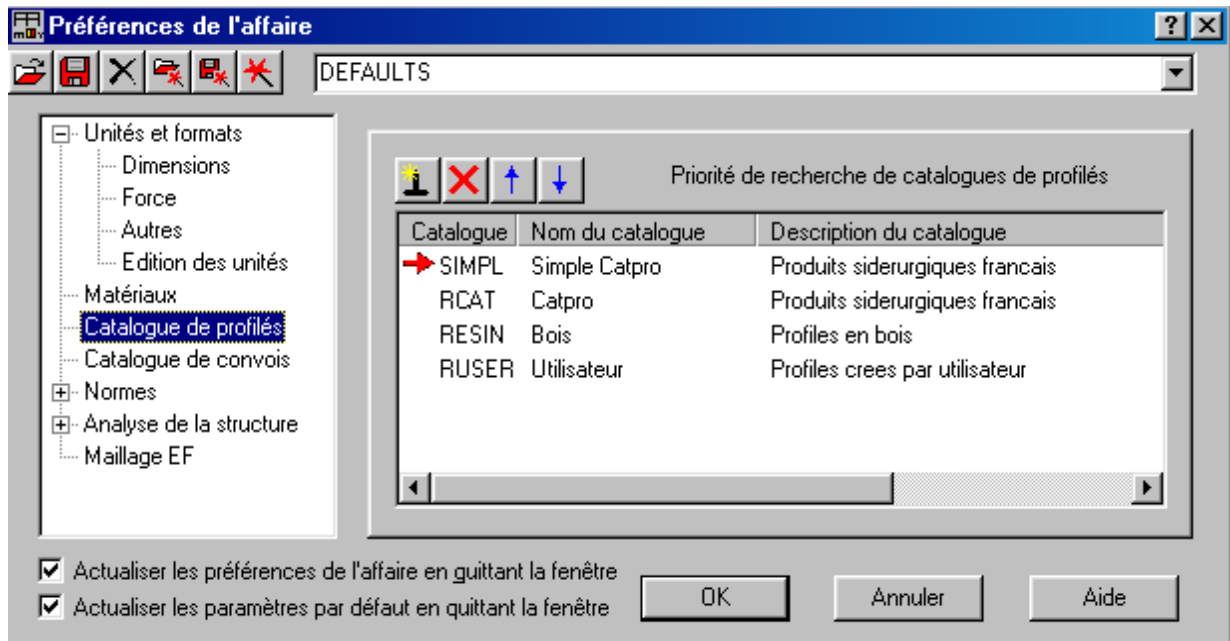 Préférences de l'affaire
DEFAULTS
Unités et formats
Dimensions
Force
Autres
Edition des unités
Matériaux
Catalogue de profilés
Catalogue de convois
Normes
Analyse de la structure
Maillage EF
Priorité de recherche de catalogues de profilés
Catalogue Nom du catalogue Description du catalogue
SIMPL Simple Catpro Produits siderurgiques francais
RCAT Catpro Produits siderurgiques francais
RESIN Bois Profiles en bois
RUSER Utilisateur Profiles crees par utilisateur
Actualiser les préférences de l'affaire en quittant la fenêtre
Actualiser les paramètres par défaut en quittant la fenêtre
OK Annuler Aide